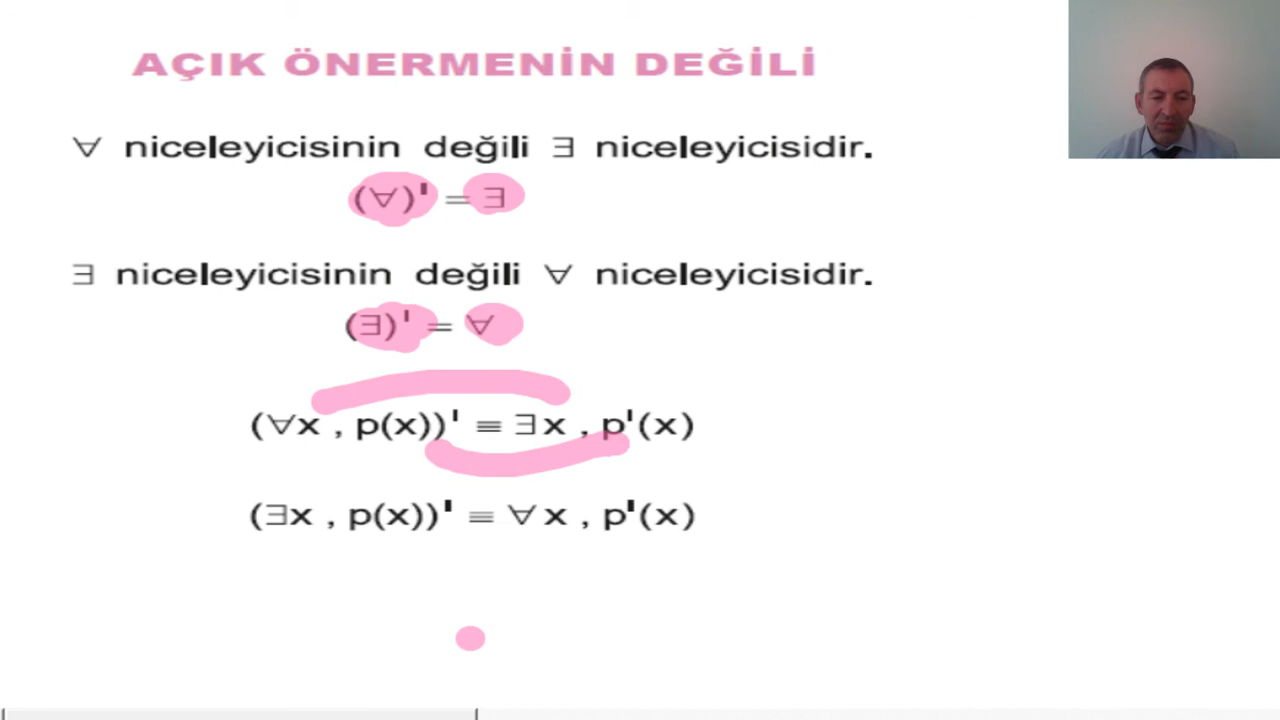 AÇIK ÖNERMENİN DEĞİLİ
∀ niceleyicisinin değili ∃ niceleyicisidir.
(∀)' = ∃
∃ niceleyicisinin değili ∀ niceleyicisidir.
(∃)' = ∀
(∀x , p(x))' ≡ ∃x , p'(x)
(∃x , p(x))' ≡ ∀x , p'(x)